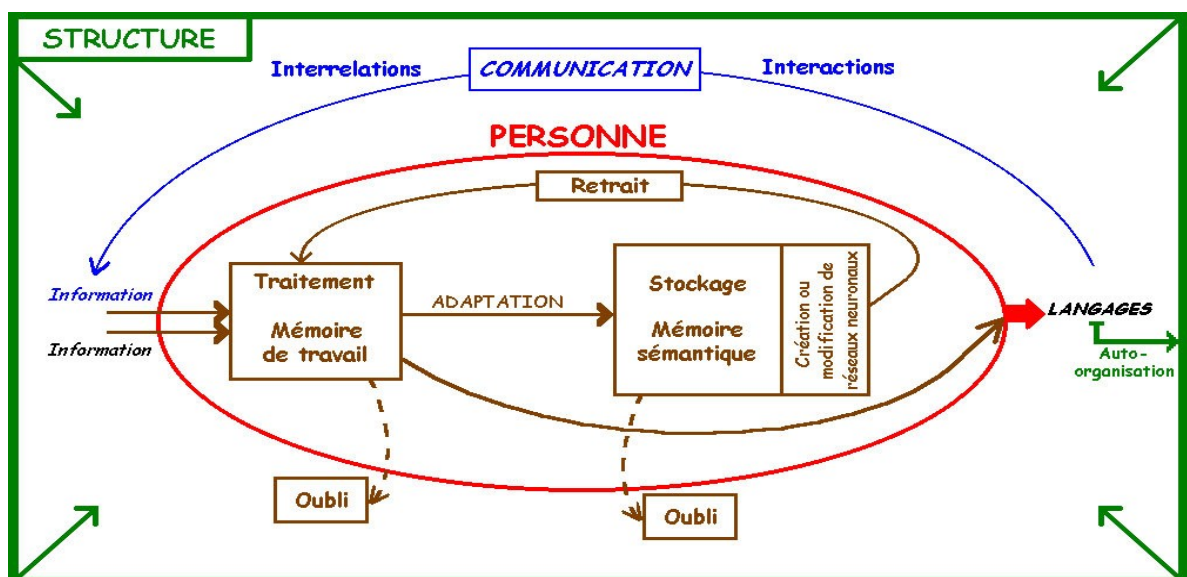 STRUCTURE
Interrelations
COMMUNICATION
Interactions
PERSONNE
Retrait
Information
Information
Traitement
Mémoire
de travail
ADAPTATION
Stockage
Mémoire
sémantique
Création ou
modification de
réseaux neuronaux
LANGAGES
Auto-
organisation
Oubli
Oubli